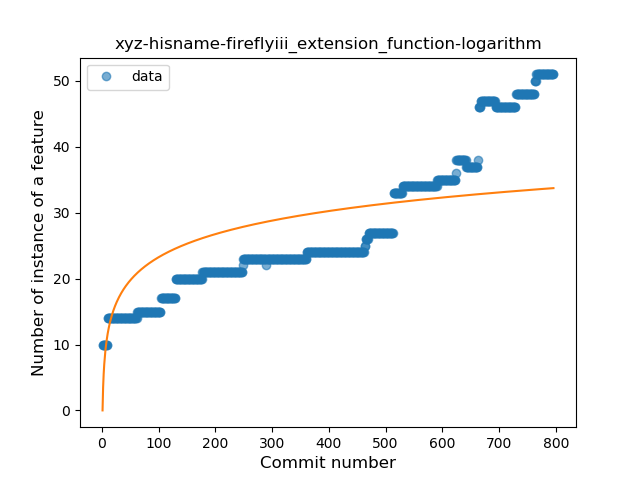 xyz-hisname-fireflyiii_extension_function-logarithm
data
Number of instance of a feature
50
40
30
20
10
0
0 100 200 300 400 500 600 700 800
Commit number